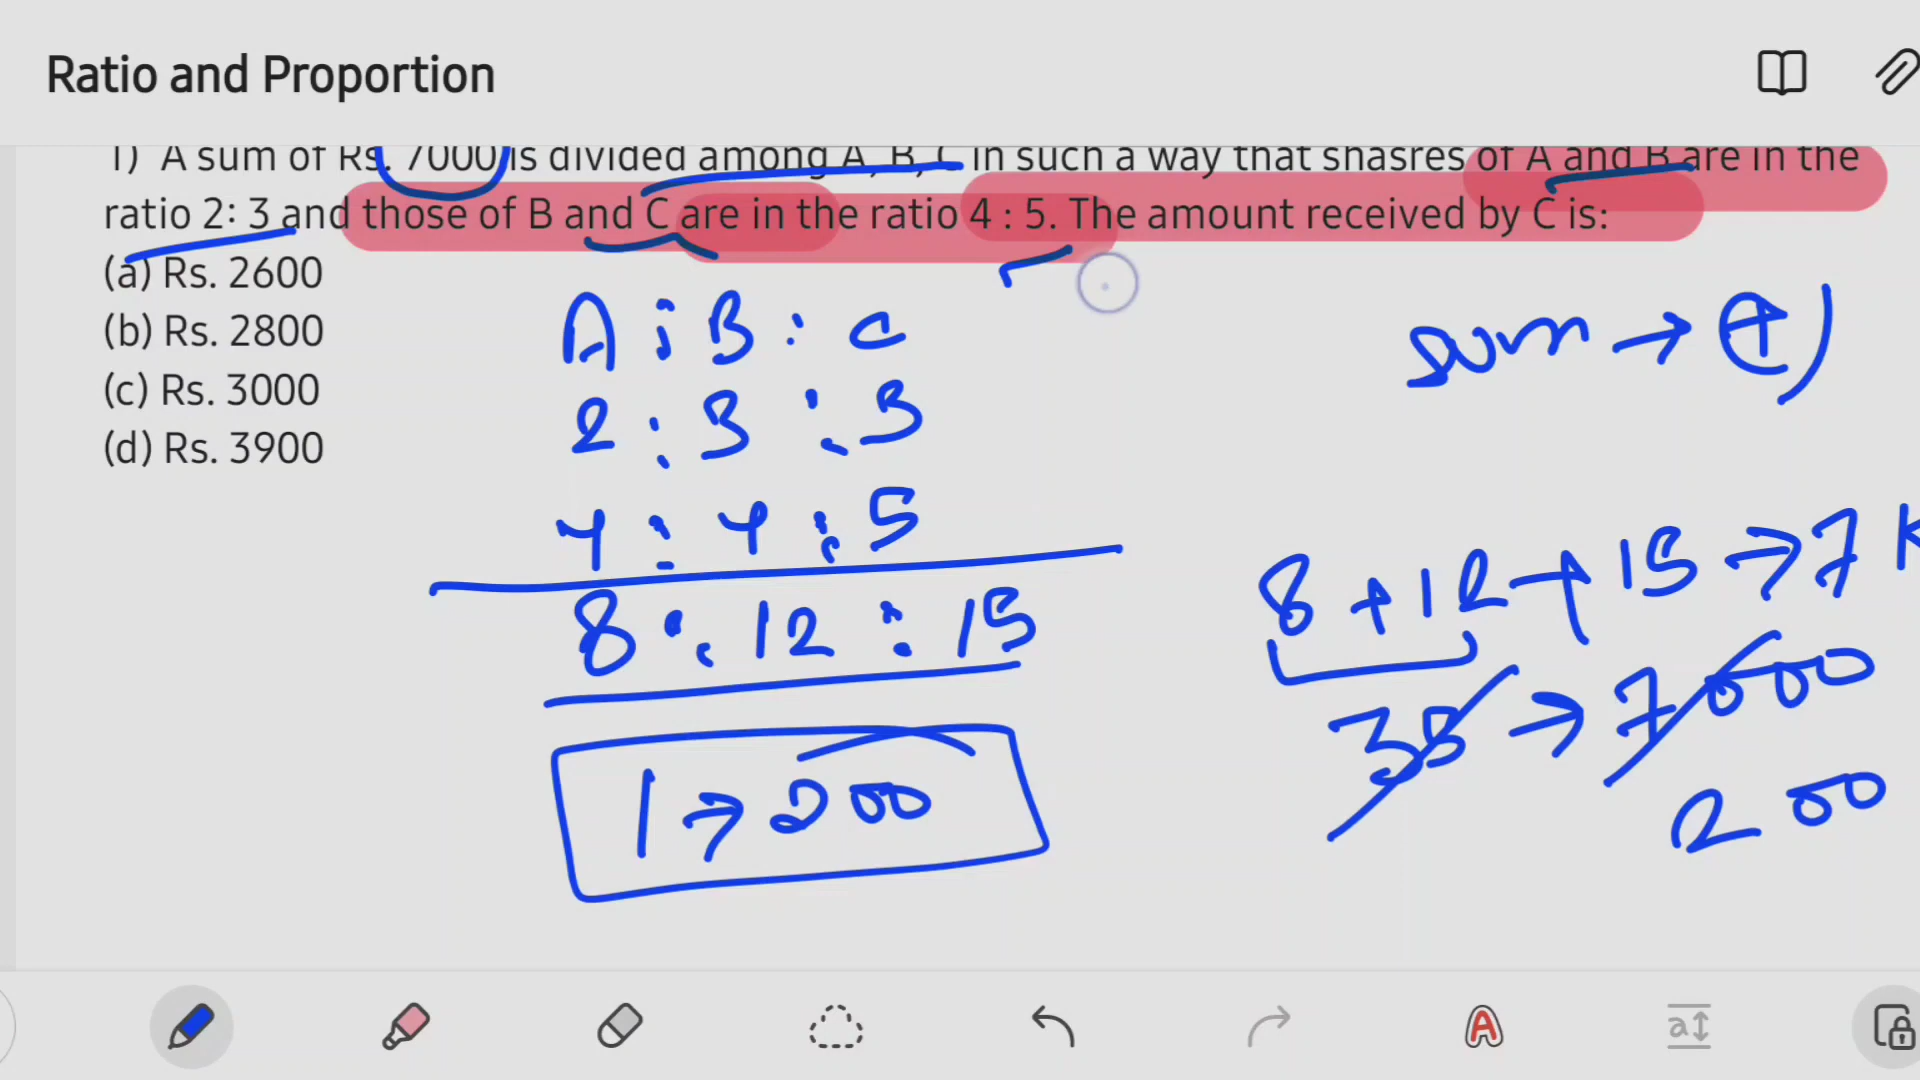 Ratio and Proportion
1) A sum of Rs. 7000 is divided among A, B, C in such a way that shasres of A and B are in the
ratio 2: 3 and those of B and C are in the ratio 4 : 5. The amount received by C is:
(a) Rs. 2600
(b) Rs. 2800
(c) Rs. 3000
(d) Rs. 3900
A : B : C
2 : 3 : 3
4 : 4 : 5
8 : 12 : 15
1 → 200
sum → +)
8 + 12 + 15 → 7 K
35 → 7000
200
A
a